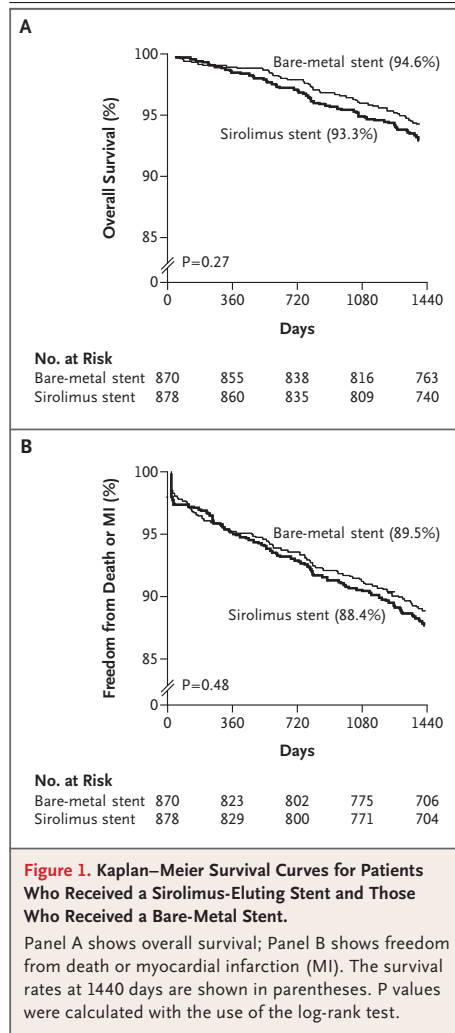 A
100
95
90
85
0
Overall Survival (%)
Bare-metal stent (94.6%)
Sirolimus stent (93.3%)
P=0.27
0 360 720 1080 1440
Days
No. at Risk
Bare-metal stent 870 855 838 816 763
Sirolimus stent 878 860 835 809 740
B
100
95
90
85
0
Freedom from Death or MI (%)
Bare-metal stent (89.5%)
Sirolimus stent (88.4%)
P=0.48
0 360 720 1080 1440
Days
No. at Risk
Bare-metal stent 870 823 802 775 706
Sirolimus stent 878 829 800 771 704
Figure 1. Kaplan–Meier Survival Curves for Patients
Who Received a Sirolimus-Eluting Stent and Those
Who Received a Bare-Metal Stent.
Panel A shows overall survival; Panel B shows freedom
from death or myocardial infarction (MI). The survival
rates at 1440 days are shown in parentheses. P values
were calculated with the use of the log-rank test.